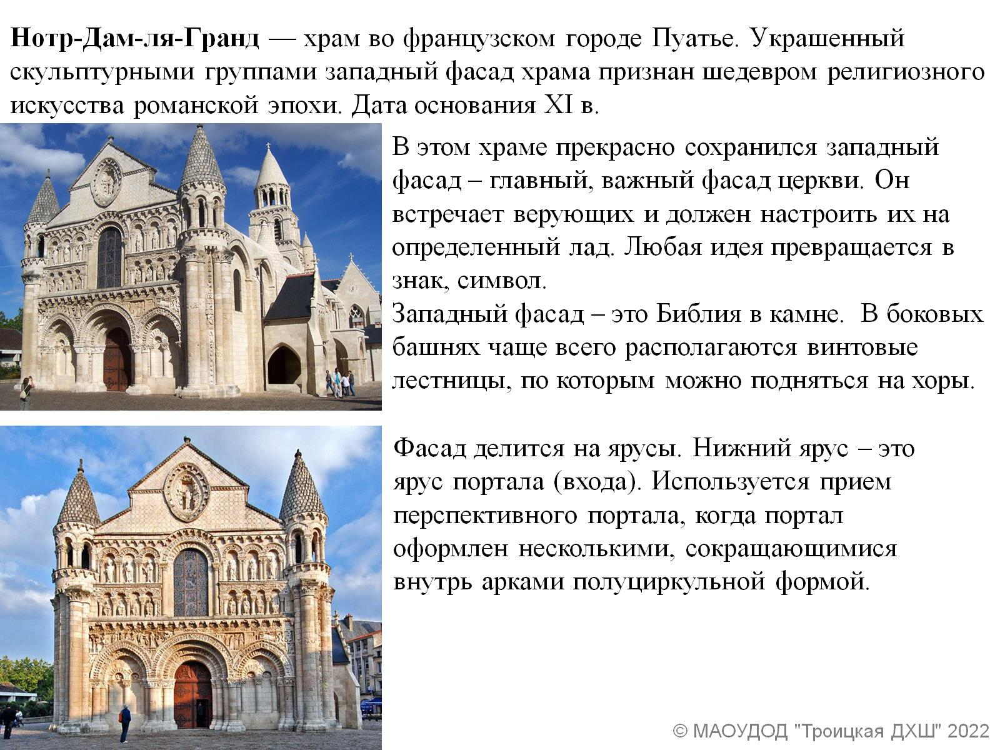 Нотр-Дам-ля-Гранд — храм во французском городе Пуатье. Украшенный
скульптурными группами западный фасад храма признан шедевром религиозного
искусства романской эпохи. Дата основания XI в.
В этом храме прекрасно сохранился западный
фасад – главный, важный фасад церкви. Он
встречает верующих и должен настроить их на
определенный лад. Любая идея превращается в
знак, символ.
Западный фасад – это Библия в камне.  В боковых
башнях чаще всего располагаются винтовые
лестницы, по которым можно подняться на хоры.
Фасад делится на ярусы. Нижний ярус – это
ярус портала (входа). Используется прием
перспективного портала, когда портал
оформлен несколькими, сокращающимися
внутрь арками полуциркульной формой.
© МАОУДОД "Троицкая ДХШ" 2022